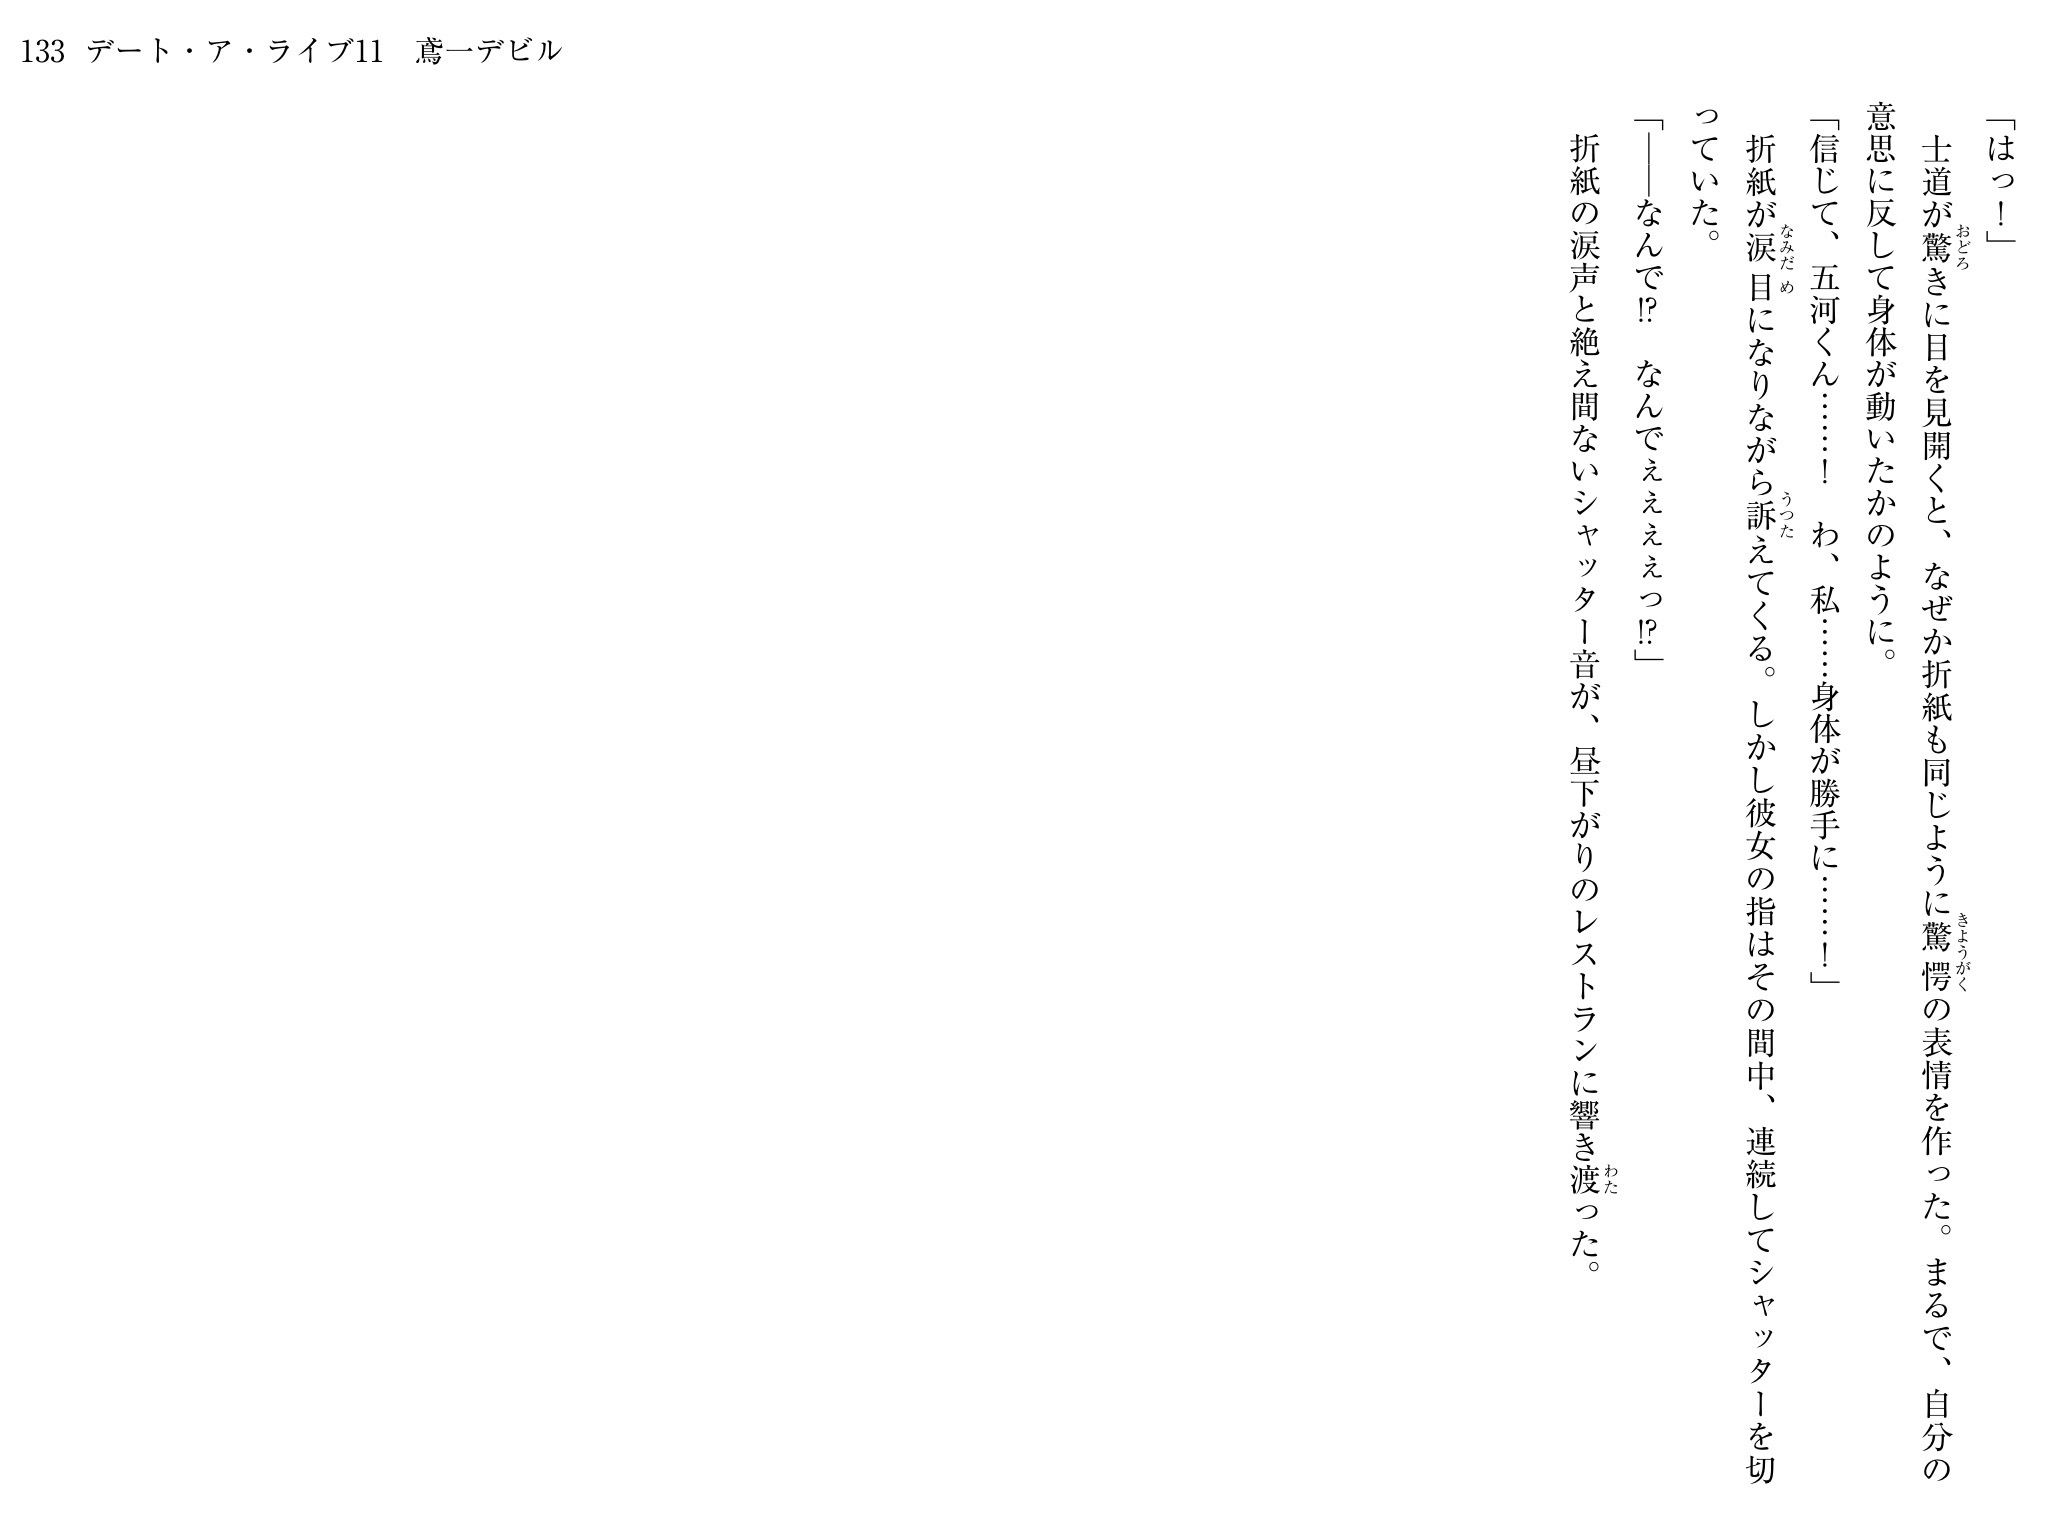 133 デート・ア・ライブ11　鳶一デビル
「はっ！」
　士道が驚きに目を見開くと、なぜか折紙も同じように驚愕の表情を作った。まるで、自分の
意思に反して身体が動いたかのように。
「信じて、五河くん……！　わ、私……身体が勝手に……！」
　折紙が涙目になりながら訴えてくる。しかし彼女の指はその間中、連続してシャッターを切
っていた。
「――なんで⁉　なんでぇぇぇぇっ⁉」
　折紙の涙声と絶え間ないシャッター音が、昼下がりのレストランに響き渡った。